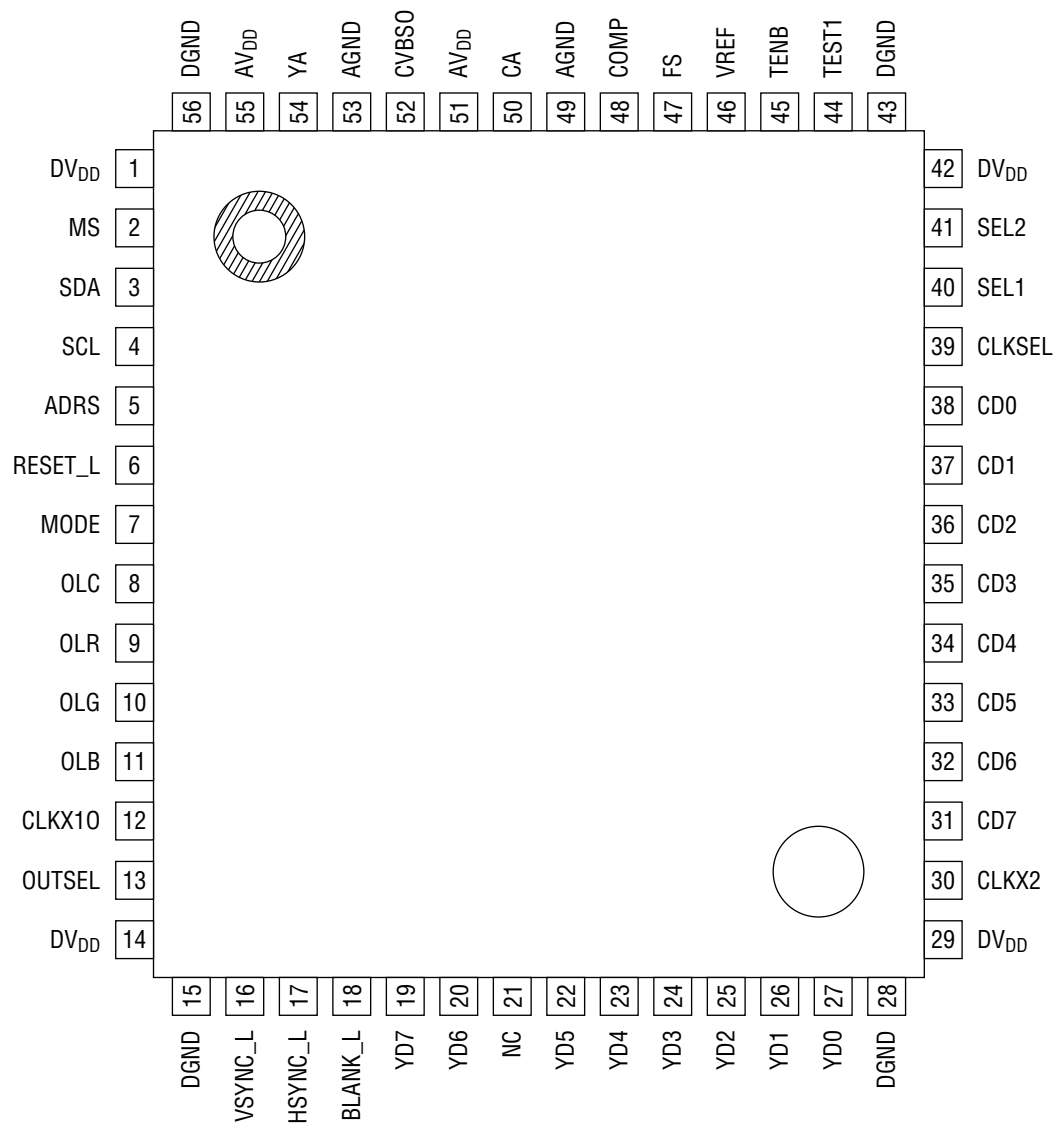 DGND
AVDD
YA
AGND
CVBSO
AVDD
CA
AGND
COMP
FS
VREF
TENB
TEST1
DGND
56
55
54
53
52
51
50
49
48
47
46
45
44
43
DVDD 1
42 DVDD
MS 2
41 SEL2
SDA 3
40 SEL1
SCL 4
39 CLKSEL
ADRS 5
38 CD0
RESET_L 6
37 CD1
MODE 7
36 CD2
OLC 8
35 CD3
OLR 9
34 CD4
OLG 10
33 CD5
OLB 11
32 CD6
CLKX1O 12
31 CD7
OUTSEL 13
30 CLKX2
DVDD 14
29 DVDD
15
16
17
18
19
20
21
22
23
24
25
26
27
28
DGND
VSYNC_L
HSYNC_L
BLANK_L
YD7
YD6
NC
YD5
YD4
YD3
YD2
YD1
YD0
DGND